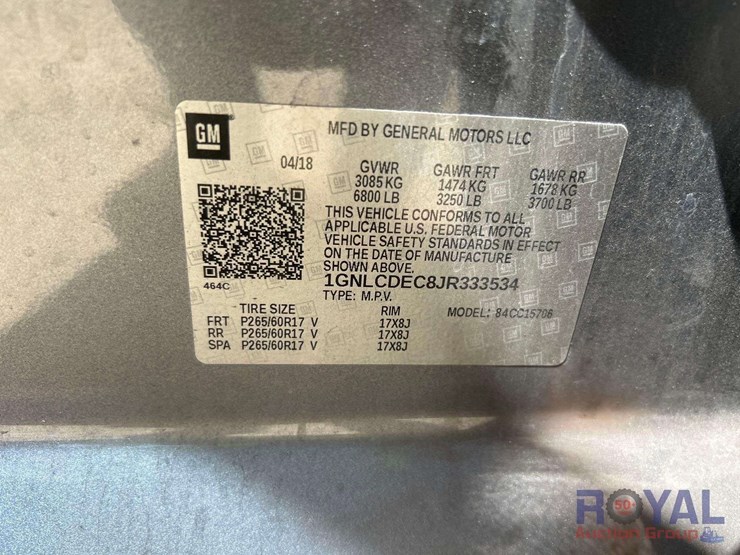 GM
MFD BY GENERAL MOTORS LLC
04/18 GVWR GAWR FRT GAWR RR
3085 KG 1474 KG 1678 KG
6800 LB 3250 LB 3700 LB
THIS VEHICLE CONFORMS TO ALL
APPLICABLE U.S. FEDERAL MOTOR
VEHICLE SAFETY STANDARDS IN EFFECT
ON THE DATE OF MANUFACTURE
SHOWN ABOVE.
464C 1GNLCDEC8JR333534
TYPE: M.P.V. MODEL: 84CC15706
TIRE SIZE RIM
FRT P265/60R17 V 17X8J
RR P265/60R17 V 17X8J
SPA P265/60R17 V 17X8J
ROYAL
50
Auction Group